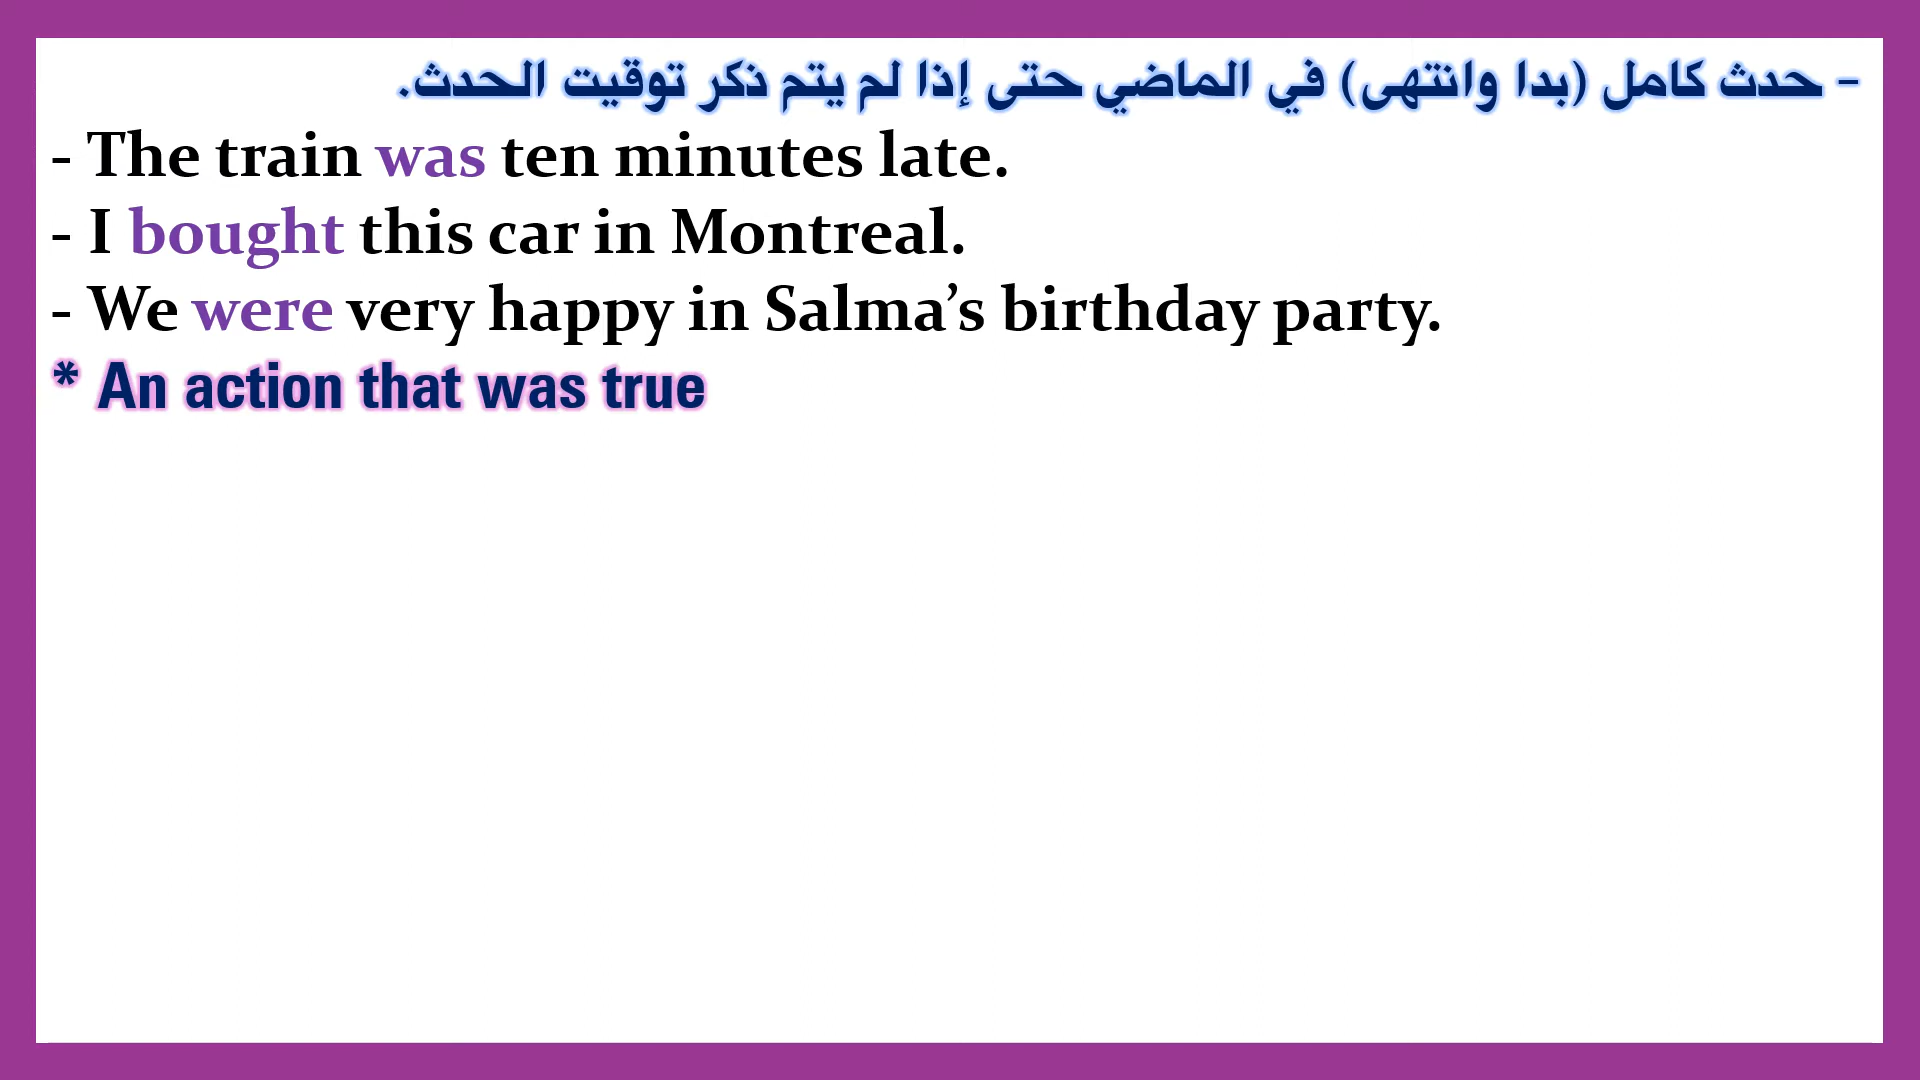 - حدث كامل (بدا وانتهى) في الماضي حتى إذا لم يتم ذكر توقيت الحدث.
- The train was ten minutes late.
- I bought this car in Montreal.
- We were very happy in Salma’s birthday party.
* An action that was true